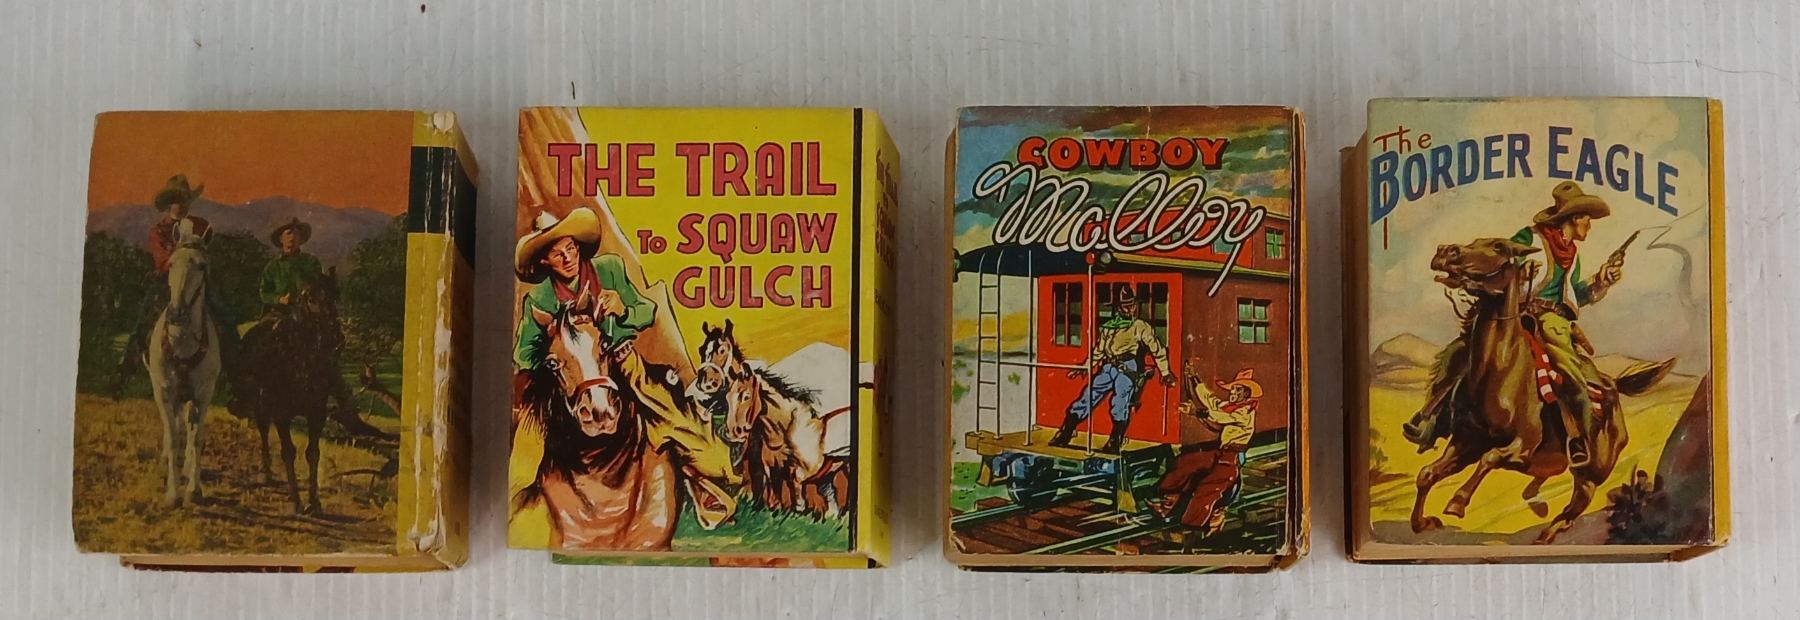 THE TRAIL
To SQUAW
GULCH
COWBOY
Malloy
The
BORDER EAGLE